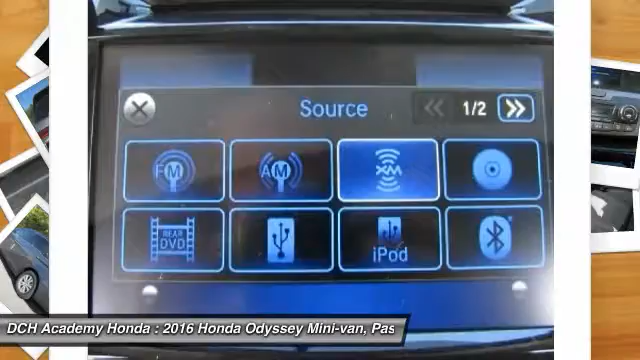 Source
1/2
FM
AM
XM
REAR
DVD
iPod
DCH Academy Honda : 2016 Honda Odyssey Mini-van, Pas